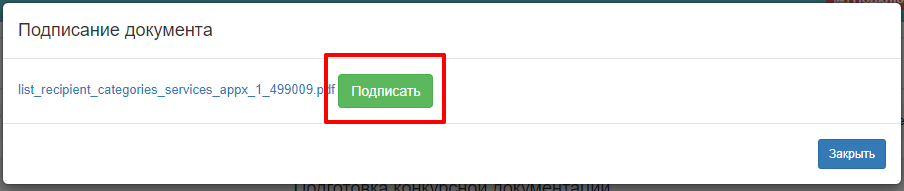 Подписание документа
list_recipient_categories_services_appx_1_499009.pdf Подписать
Закрыть
Подготовка конкурсной документации